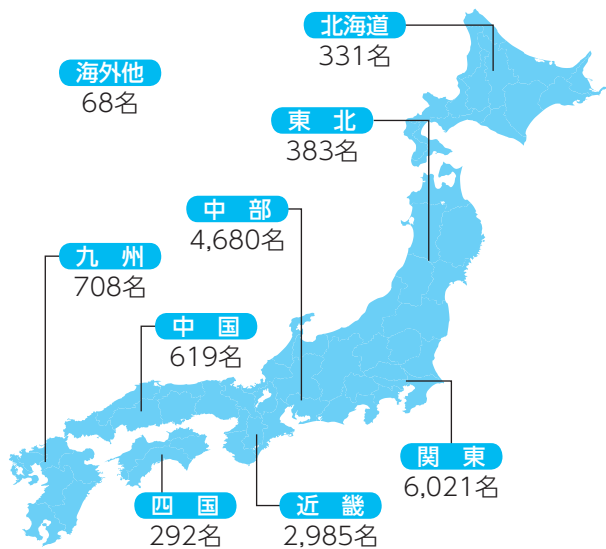 北海道
331名
海外他
68名
東　北
383名
中　部
4,680名
九　州
708名
中　国
619名
関　東
6,021名
四　国
292名
近　畿
2,985名